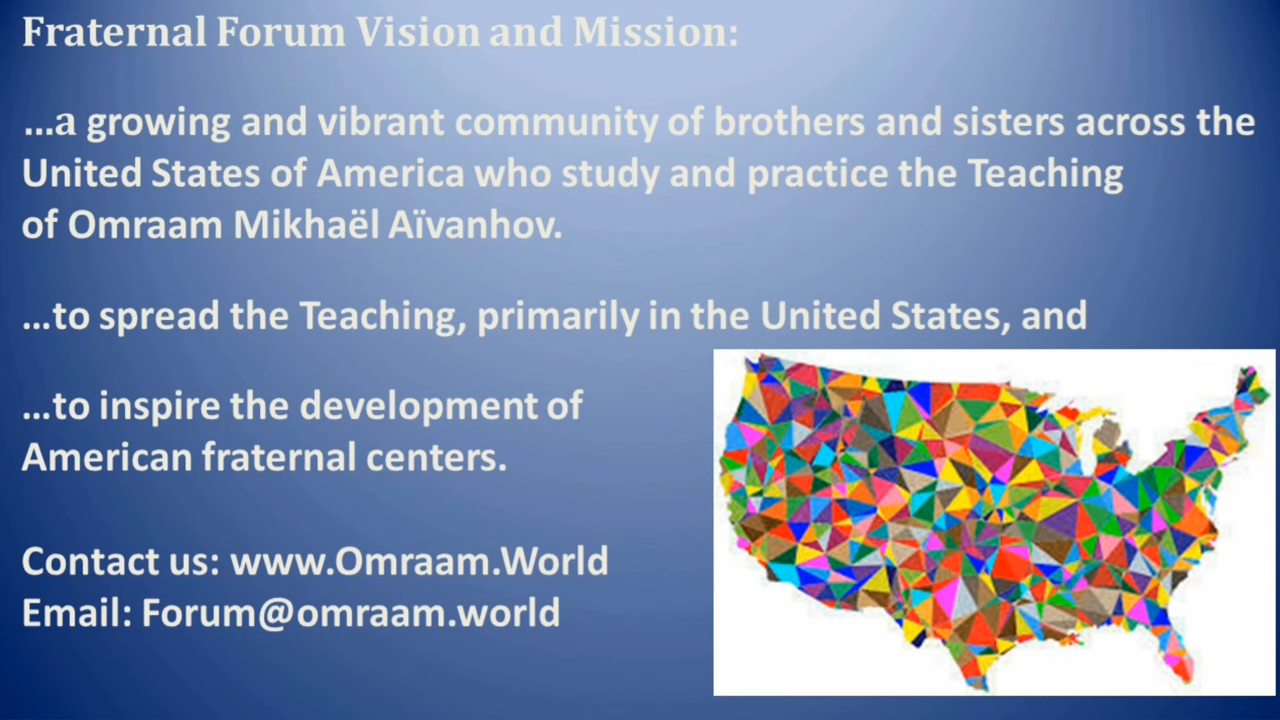 Fraternal Forum Vision and Mission:
...a growing and vibrant community of brothers and sisters across the
United States of America who study and practice the Teaching
of Omraam Mikhaël Aïvanhov.
...to spread the Teaching, primarily in the United States, and
...to inspire the development of
American fraternal centers.
Contact us: www.Omraam.World
Email: Forum@omraam.world